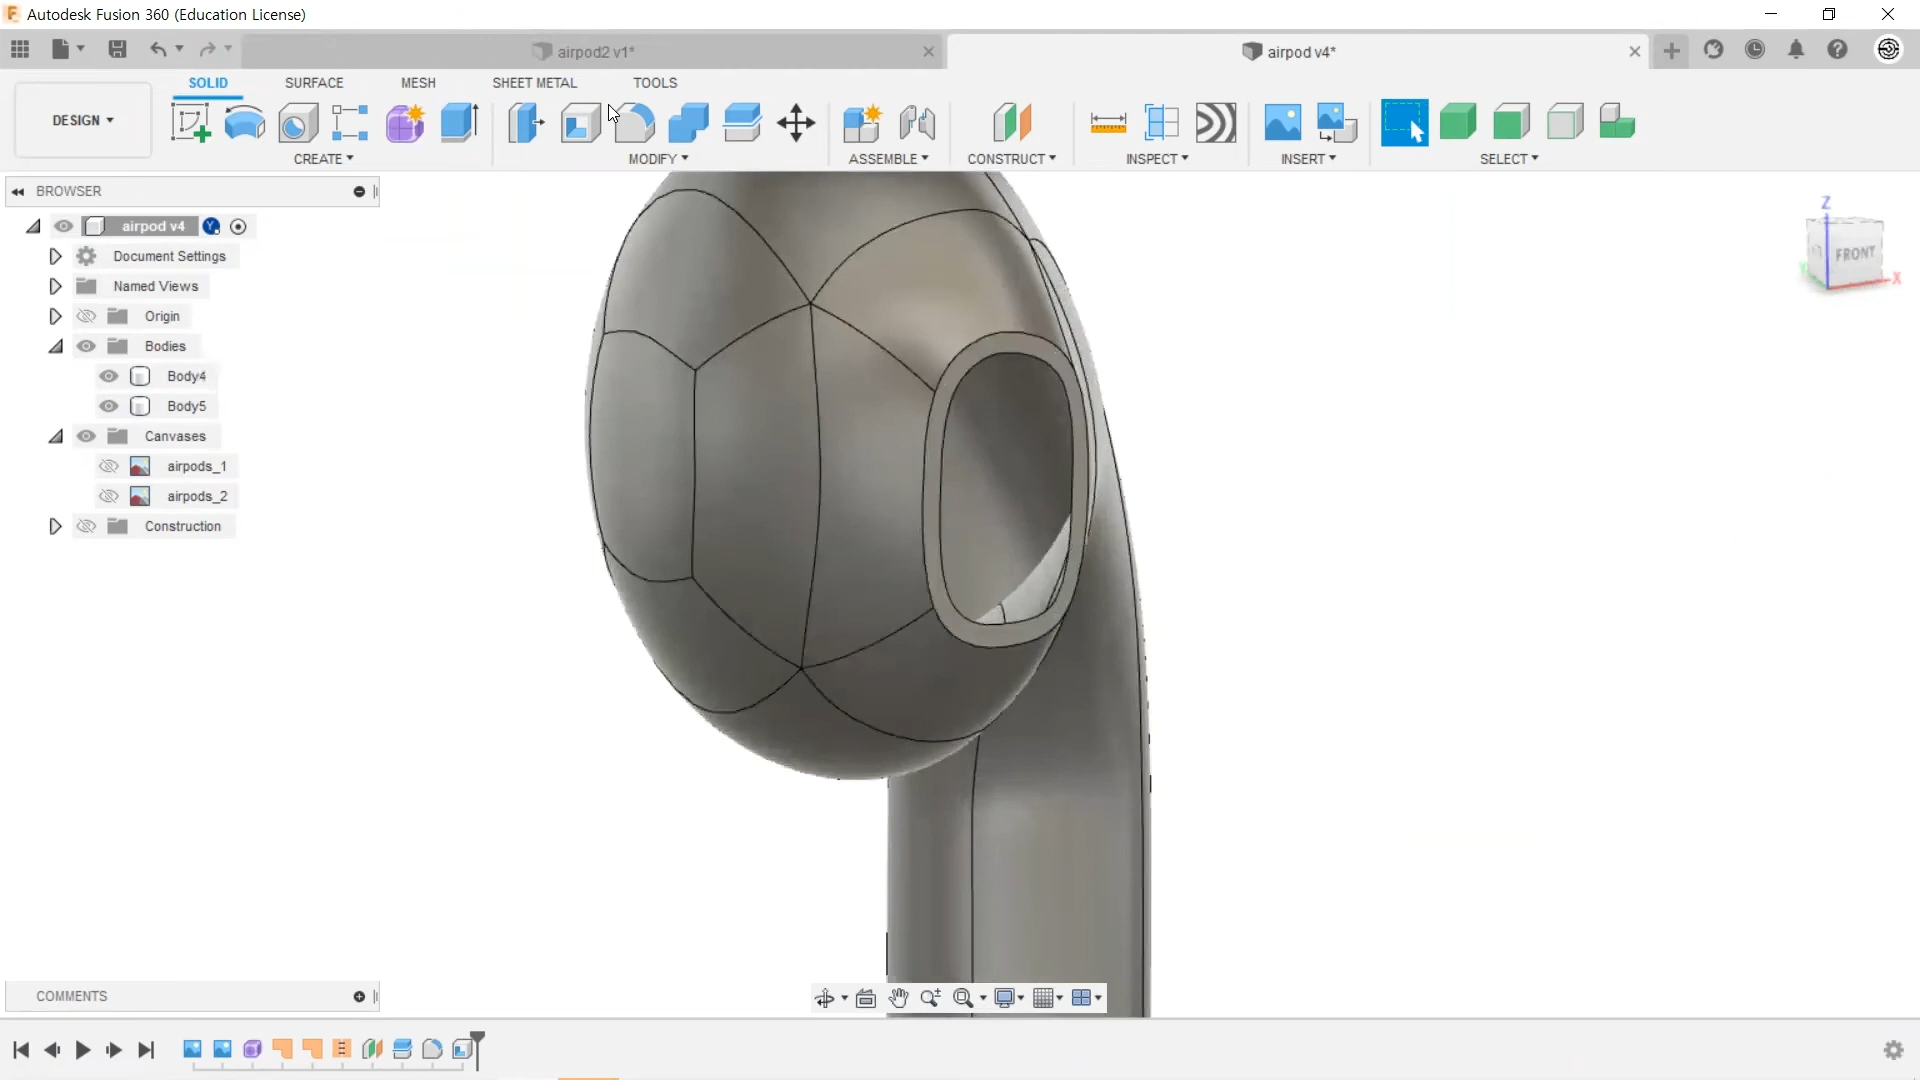 Autodesk Fusion 360 (Education License)
airpod2 v1*
airpod v4*
SOLID SURFACE MESH SHEET METAL TOOLS
DESIGN
CREATE MODIFY ASSEMBLE CONSTRUCT INSPECT INSERT SELECT
BROWSER
airpod v4
Document Settings
Named Views
Origin
Bodies
Body4
Body5
Canvases
airpods_1
airpods_2
Construction
Z
FRONT
X
COMMENTS